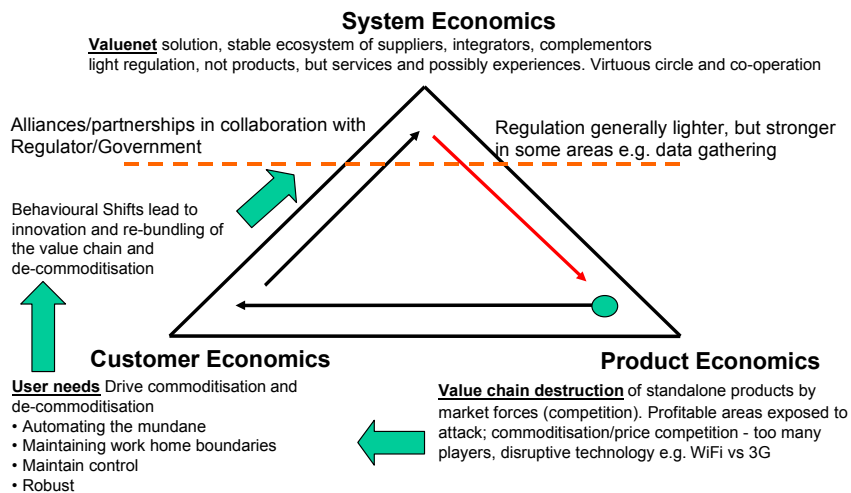 System Economics
Valuenet solution, stable ecosystem of suppliers, integrators, complementors
light regulation, not products, but services and possibly experiences. Virtuous circle and co-operation
Alliances/partnerships in collaboration with
Regulator/Government
Regulation generally lighter, but stronger
in some areas e.g. data gathering
Behavioural Shifts lead to
innovation and re-bundling of
the value chain and
de-commoditisation
Customer Economics
User needs Drive commoditisation and
de-commoditisation
• Automating the mundane
• Maintaining work home boundaries
• Maintain control
• Robust
Product Economics
Value chain destruction of standalone products by
market forces (competition). Profitable areas exposed to
attack; commoditisation/price competition - too many
players, disruptive technology e.g. WiFi vs 3G